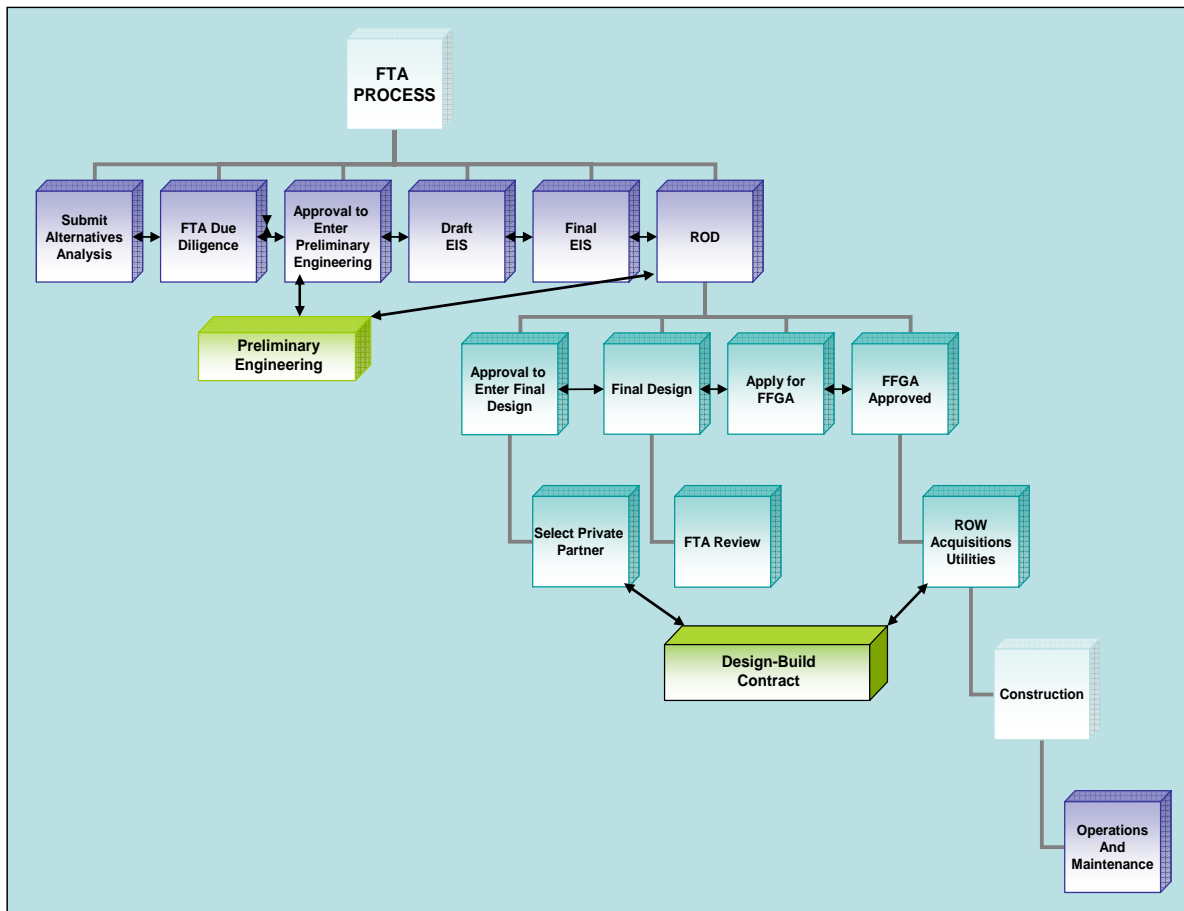 FTA
PROCESS
Submit
Alternatives
Analysis
FTA Due
Diligence
Approval to
Enter
Preliminary
Engineering
Draft
EIS
Final
EIS
ROD
Preliminary
Engineering
Approval to
Enter Final
Design
Final Design
Apply for
FFGA
FFGA
Approved
Select Private
Partner
FTA Review
ROW
Acquisitions
Utilities
Design-Build
Contract
Construction
Operations
And
Maintenance